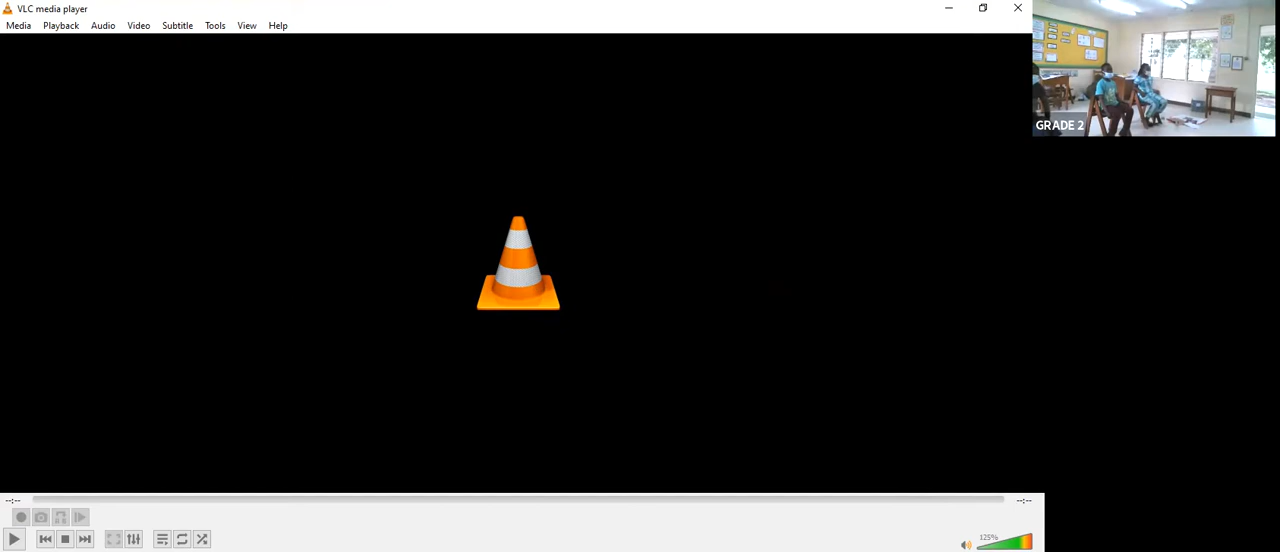 VLC media player
Media Playback Audio Video Subtitle Tools View Help
GRADE 2
--:-- --:--
125%